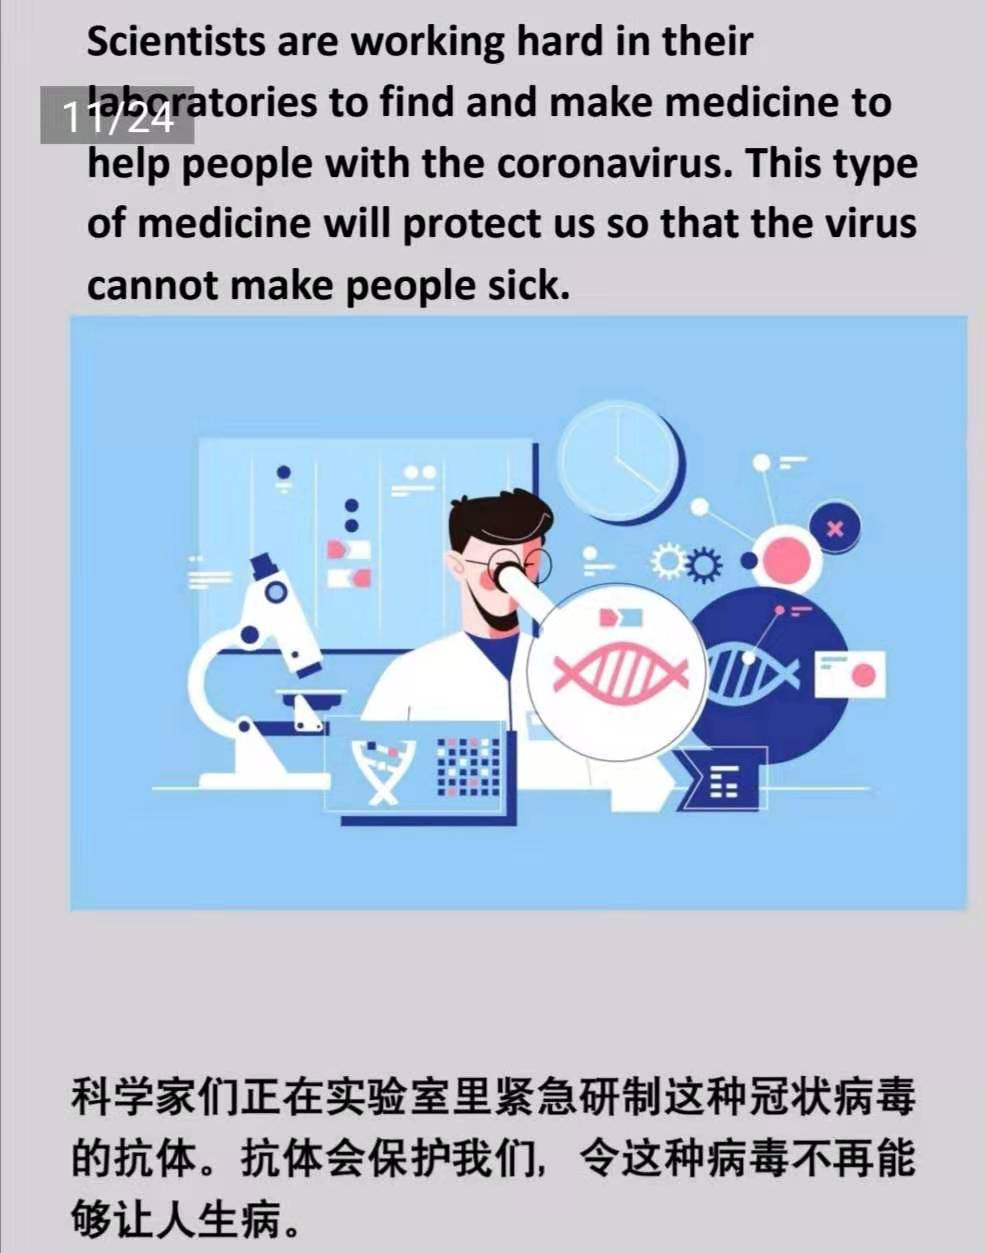 Scientists are working hard in their
laboratories to find and make medicine to
11/24
help people with the coronavirus. This type
of medicine will protect us so that the virus
cannot make people sick.
科学家们正在实验室里紧急研制这种冠状病毒
的抗体。抗体会保护我们，令这种病毒不再能
够让人生病。